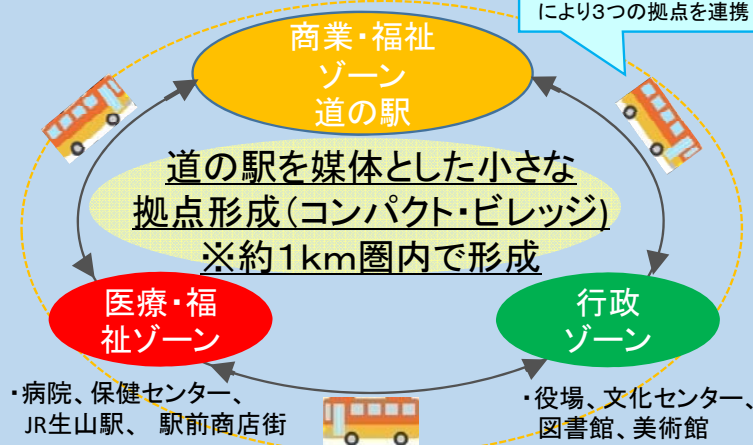 により3つの拠点を連携
商業・福祉
ゾーン
道の駅
道の駅を媒体とした小さな
拠点形成(コンパクト・ビレッジ)
※約1km圏内で形成
医療・福
祉ゾーン
行政
ゾーン
・病院、保健センター、
JR生山駅、 駅前商店街
・役場、文化センター、
図書館、美術館